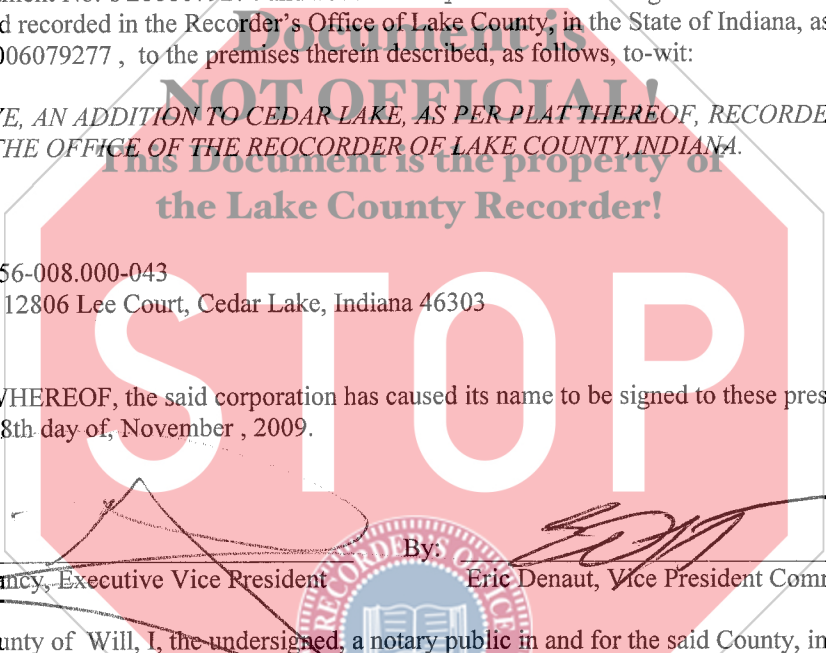 d recorded in the Recorder's Office of Lake County, in the State of Indiana, as
006079277 , to the premises therein described, as follows, to-wit:
Document is
NOT OFFICIAL!
YE, AN ADDITION TO CEDAR LAKE, AS PER PLAT THEREOF, RECORDE
THE OFFICE OF THE REOCORDER OF LAKE COUNTY,INDIANA.
This Document is the property of
the Lake County Recorder!
56-008.000-043
12806 Lee Court, Cedar Lake, Indiana 46303
STOP
WHEREOF, the said corporation has caused its name to be signed to these pres
8th day of, November , 2009.
By:
ancy, Executive Vice President
Eric Denaut, Vice President Comm
RECORDER'S OFFICE
unty of Will, I, the undersigned, a notary public in and for the said County, in